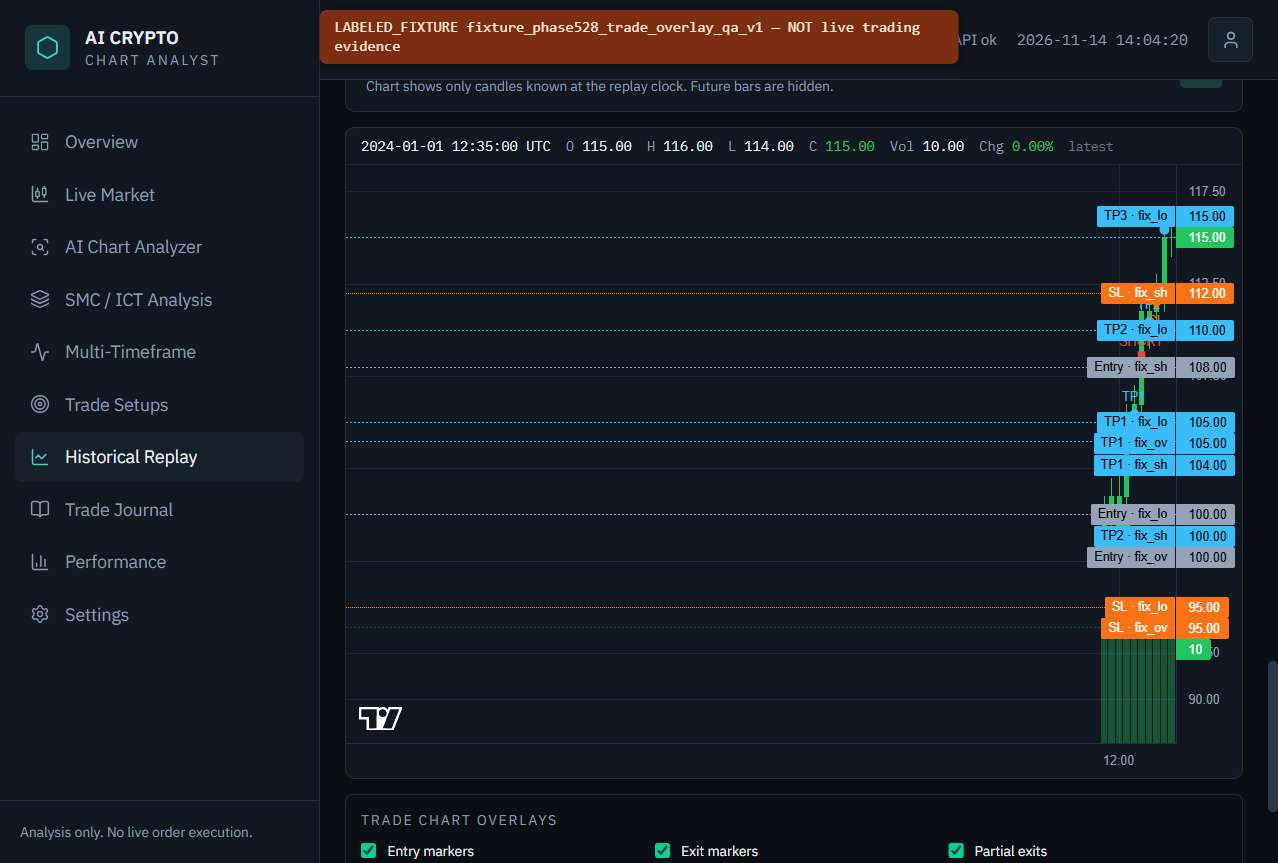 AI CRYPTO
CHART ANALYST
LABELED_FIXTURE fixture_phase528_trade_overlay_qa_v1 — NOT live trading
evidence
API ok 2026-11-14 14:04:20
Overview
Live Market
AI Chart Analyzer
SMC / ICT Analysis
Multi-Timeframe
Trade Setups
Historical Replay
Trade Journal
Performance
Settings
Analysis only. No live order execution.
Chart shows only candles known at the replay clock. Future bars are hidden.
2024-01-01 12:35:00 UTC O 115.00 H 116.00 L 114.00 C 115.00 Vol 10.00 Chg 0.00% latest
117.50
TP3 · fix_lo 115.00
115.00
SL · fix_sh 112.00
TP2 · fix_lo 110.00
Entry · fix_sh 108.00
TP1 · fix_lo 105.00
TP1 · fix_ov 105.00
TP1 · fix_sh 104.00
Entry · fix_lo 100.00
TP2 · fix_sh 100.00
Entry · fix_ov 100.00
SL · fix_lo 95.00
SL · fix_ov 95.00
10
90.00
12:00
TRADE CHART OVERLAYS
Entry markers
Exit markers
Partial exits